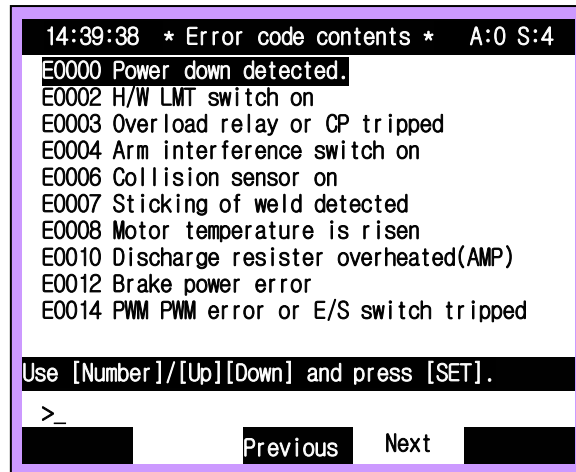 14:39:38 * Error code contents * A:0 S:4
E0000 Power down detected.
E0002 H/W LMT switch on
E0003 Overload relay or CP tripped
E0004 Arm interference switch on
E0006 Collision sensor on
E0007 Sticking of weld detected
E0008 Motor temperature is risen
E0010 Discharge resister overheated(AMP)
E0012 Brake power error
E0014 PWM PWM error or E/S switch tripped
Use [Number]/[Up][Down] and press [SET].
>_
Previous Next